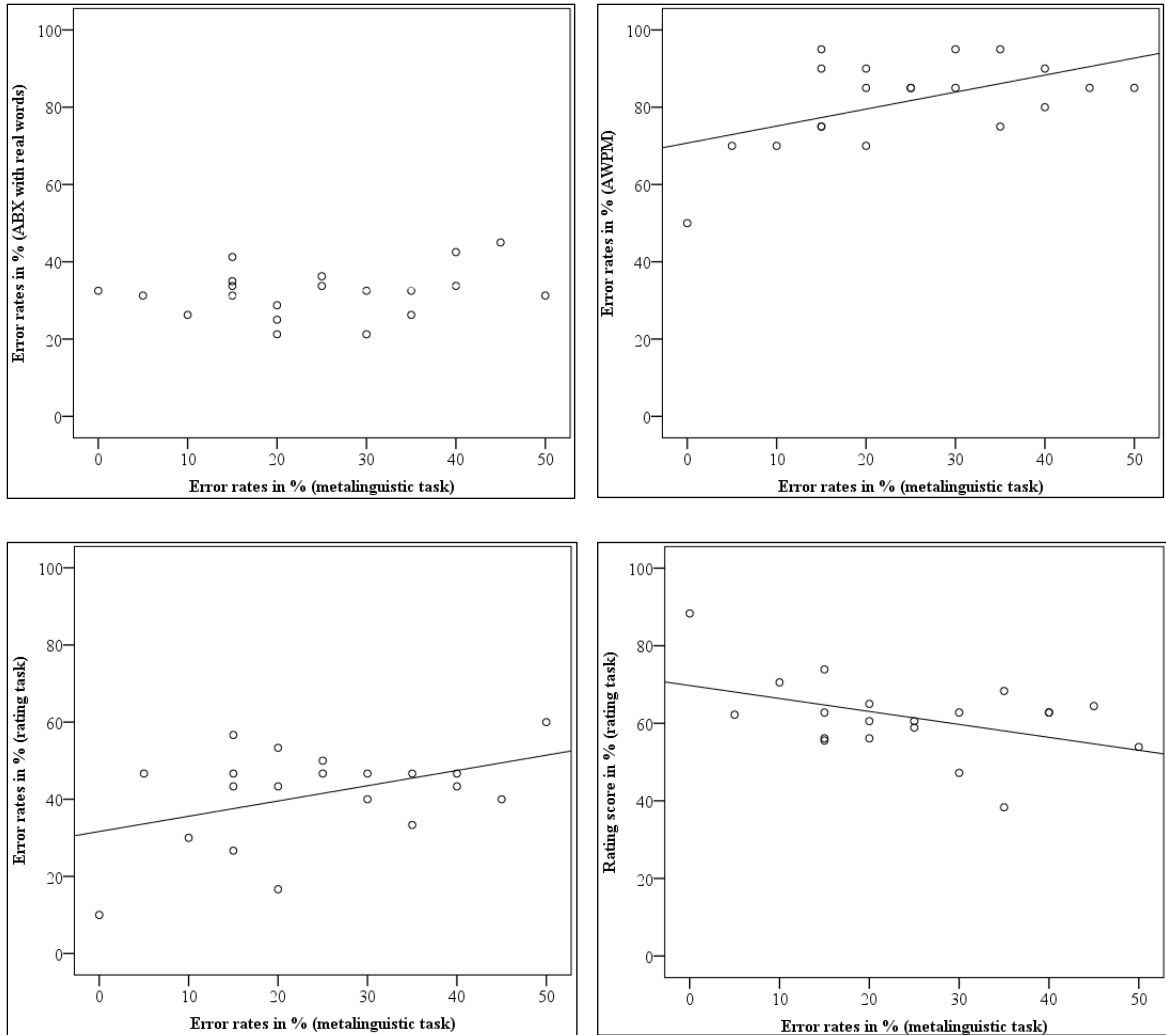 Error rates in % (ABX with real words)
100
80
60
40
20
0
0 10 20 30 40 50
Error rates in % (metalinguistic task)
Error rates in % (AWPM)
100
80
60
40
20
0
0 10 20 30 40 50
Error rates in % (metalinguistic task)
Error rates in % (rating task)
100
80
60
40
20
0
0 10 20 30 40 50
Error rates in % (metalinguistic task)
Rating score in % (rating task)
100
80
60
40
20
0
0 10 20 30 40 50
Error rates in % (metalinguistic task)